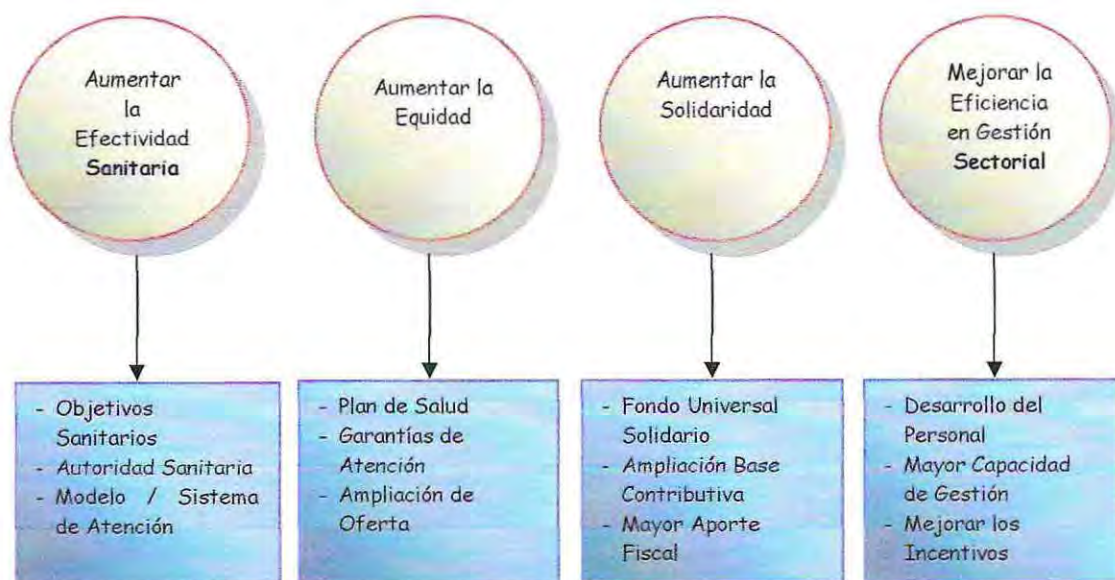 Aumentar
la
Efectividad
Sanitaria
Aumentar la
Equidad
Aumentar la
Solidaridad
Mejorar la
Eficiencia
en Gestión
Sectorial
- Objetivos
Sanitarios
- Autoridad Sanitaria
- Modelo / Sistema
de Atención
- Plan de Salud
- Garantías de
Atención
- Ampliación de
Oferta
- Fondo Universal
Solidario
- Ampliación Base
Contributiva
- Mayor Aporte
Fiscal
- Desarrollo del
Personal
- Mayor Capacidad
de Gestión
- Mejorar los
Incentivos